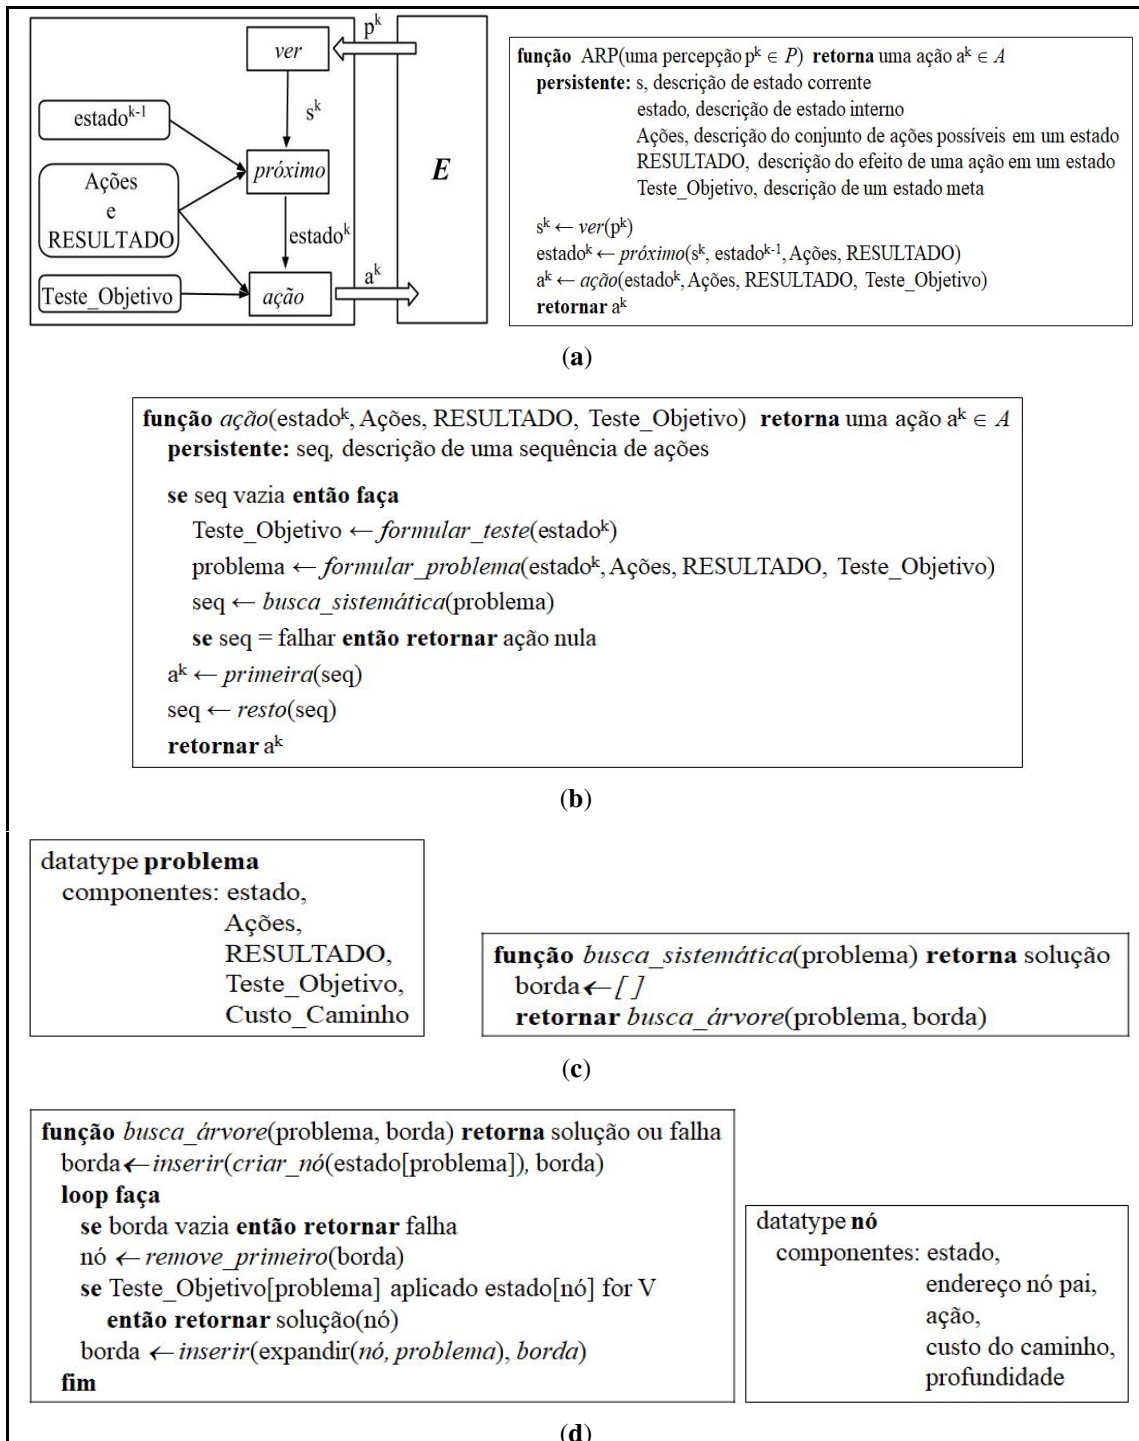 p^k
ver
s^k
estado^k-1
Ações
e
RESULTADO
próximo
E
estado^k
a^k
Teste_Objetivo
ação
função ARP(uma percepção p^k ∈ P) retorna uma ação a^k ∈ A
persistente: s, descrição de estado corrente
estado, descrição de estado interno
Ações, descrição do conjunto de ações possíveis em um estado
RESULTADO, descrição do efeito de uma ação em um estado
Teste_Objetivo, descrição de um estado meta
s^k ← ver(p^k)
estado^k ← próximo(s^k, estado^k-1, Ações, RESULTADO)
a^k ← ação(estado^k, Ações, RESULTADO, Teste_Objetivo)
retornar a^k
(a)
função ação(estado^k, Ações, RESULTADO, Teste_Objetivo) retorna uma ação a^k ∈ A
persistente: seq, descrição de uma sequência de ações
se seq vazia então faça
Teste_Objetivo ← formular_teste(estado^k)
problema ← formular_problema(estado^k, Ações, RESULTADO, Teste_Objetivo)
seq ← busca_sistemática(problema)
se seq = falhar então retornar ação nula
a^k ← primeira(seq)
seq ← resto(seq)
retornar a^k
(b)
datatype problema
componentes: estado,
Ações,
RESULTADO,
Teste_Objetivo,
Custo_Caminho
função busca_sistemática(problema) retorna solução
borda ← [ ]
retornar busca_árvore(problema, borda)
(c)
função busca_árvore(problema, borda) retorna solução ou falha
borda ← inserir(criar_nó(estado[problema]), borda)
loop faça
se borda vazia então retornar falha
nó ← remove_primeiro(borda)
se Teste_Objetivo[problema] aplicado estado[nó] for V
então retornar solução(nó)
borda ← inserir(expandir(nó, problema), borda)
fim
datatype nó
componentes: estado,
endereço nó pai,
ação,
custo do caminho,
profundidade
(d)